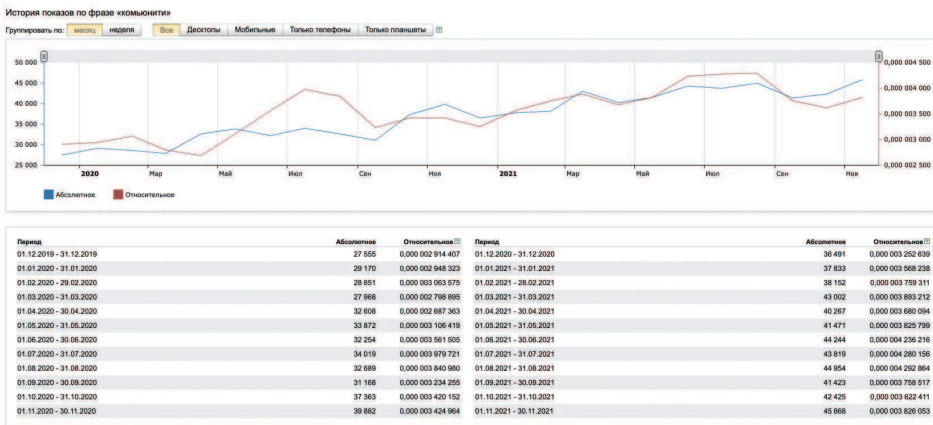 История показов по фразе «комьюнити»
Группировать по: месяц неделя Все Десктопы Мобильные Только телефоны Только планшеты
50 000 0,000 004 500
45 000 0,000 004 000
40 000 0,000 003 500
35 000
30 000 0,000 003 000
25 000 0,000 002 500
2020 Мар Май Июл Сен Ноя 2021 Мар Май Июл Сен Ноя
Абсолютное Относительное
Период Абсолютное Относительное Период Абсолютное Относительное
01.12.2019 - 31.12.2019 27 555 0,000 002 914 407 01.12.2020 - 31.12.2020 36 491 0,000 003 252 639
01.01.2020 - 31.01.2020 29 170 0,000 002 948 323 01.01.2021 - 31.01.2021 37 833 0,000 003 568 238
01.02.2020 - 29.02.2020 28 651 0,000 003 063 575 01.02.2021 - 28.02.2021 38 152 0,000 003 759 311
01.03.2020 - 31.03.2020 27 968 0,000 002 798 895 01.03.2021 - 31.03.2021 43 002 0,000 003 893 212
01.04.2020 - 30.04.2020 32 608 0,000 002 687 363 01.04.2021 - 30.04.2021 40 267 0,000 003 680 094
01.05.2020 - 31.05.2020 33 872 0,000 003 106 419 01.05.2021 - 31.05.2021 41 471 0,000 003 825 799
01.06.2020 - 30.06.2020 32 254 0,000 003 561 505 01.06.2021 - 30.06.2021 44 244 0,000 004 236 216
01.07.2020 - 31.07.2020 34 019 0,000 003 979 721 01.07.2021 - 31.07.2021 43 819 0,000 004 280 156
01.08.2020 - 31.08.2020 32 689 0,000 003 840 980 01.08.2021 - 31.08.2021 44 954 0,000 004 292 864
01.09.2020 - 30.09.2020 31 168 0,000 003 234 255 01.09.2021 - 30.09.2021 41 423 0,000 003 758 517
01.10.2020 - 31.10.2020 37 363 0,000 003 420 152 01.10.2021 - 31.10.2021 42 425 0,000 003 622 411
01.11.2020 - 30.11.2020 39 882 0,000 003 424 964 01.11.2021 - 30.11.2021 45 868 0,000 003 826 053